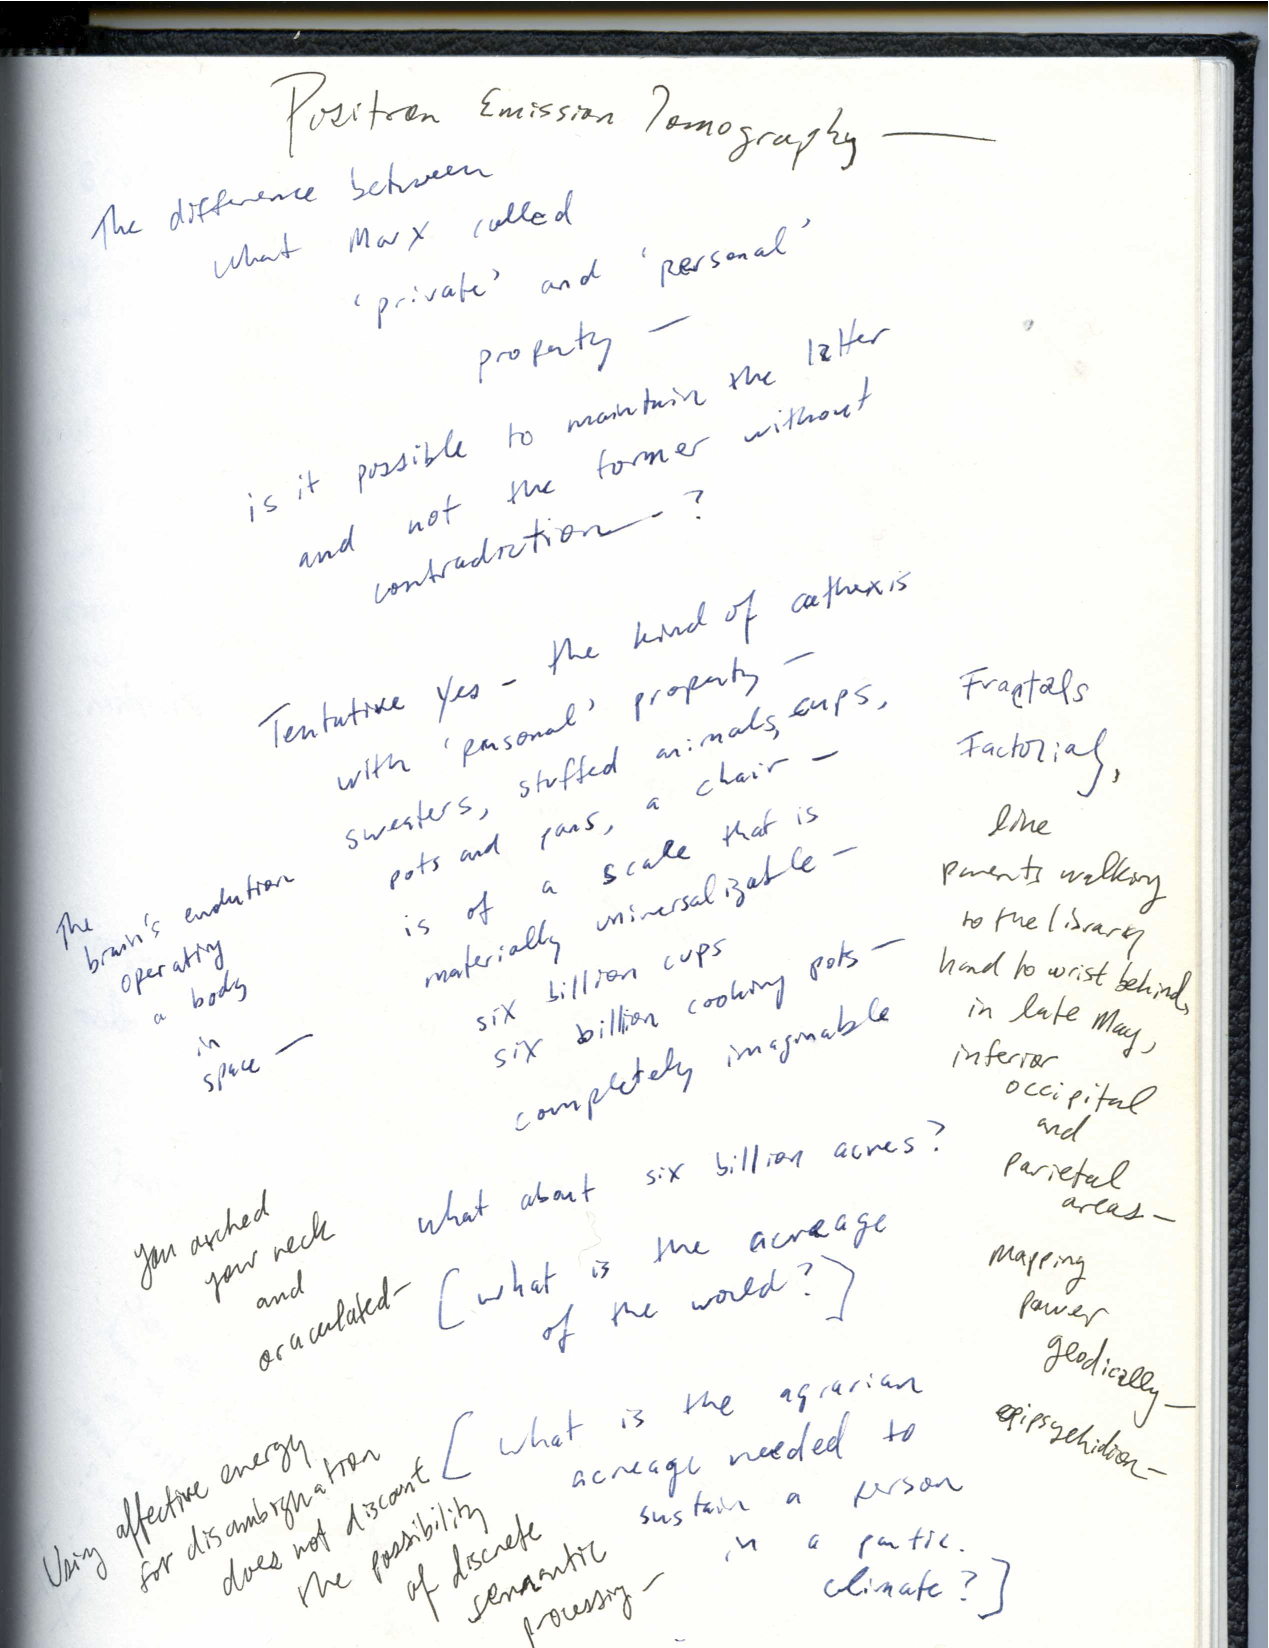 Positron Emission Tomography —
The difference between
what Marx called
'private' and 'personal'
property —
is it possible to maintain the latter
and not the former without
contradiction — ?
Tentative Yes — the kind of cathexis
with 'personal' property —
sweaters, stuffed animals, cups,
pots and pans, a chair —
is of a scale that is
materially universalizable —
six billion cups
six billion cooking pots —
completely imaginable
what about six billion acres?
[what is the acreage
of the world?]
[what is the agrarian
acreage needed to
sustain a person
in a partic.
climate?]
The
brain's evolution
operating
a body
in
space —
you arched
your neck
and
oraculated —
Using affective energy
for disambiguation
does not discount
the possibility
of discrete
semantic
processing —
Fractals
Factorials,
line
parents walking
to the library
hand to wrist behind,
in late May,
inferior
occipital
and
parietal
areas —
mapping
power
geodically —
epipsychidion —